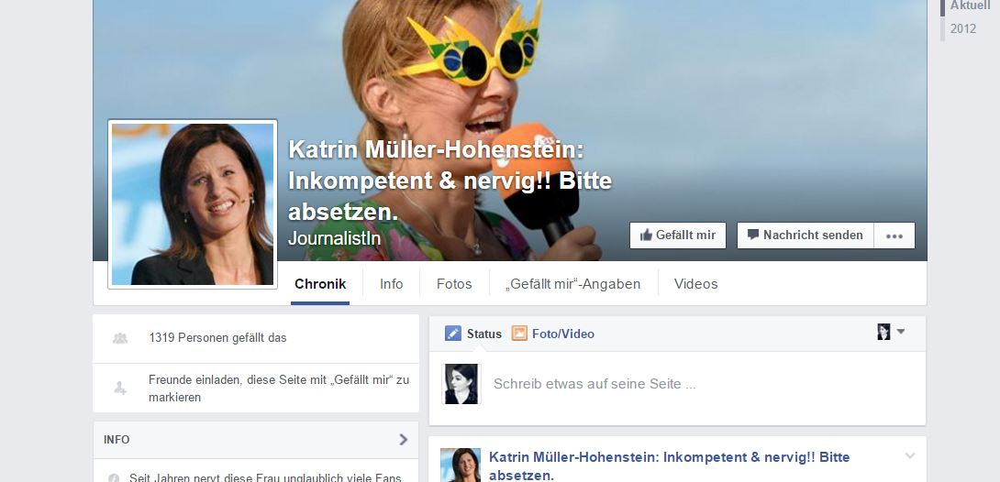 Aktuell
2012
Katrin Müller-Hohenstein:
Inkompetent & nervig!! Bitte
absetzen.
JournalistIn
Gefällt mir
Nachricht senden
Chronik
Info
Fotos
„Gefällt mir“-Angaben
Videos
1319 Personen gefällt das
Freunde einladen, diese Seite mit „Gefällt mir“ zu
markieren
INFO
Seit Jahren nervt diese Frau unglaublich viele Fans
Status
Foto/Video
Schreib etwas auf seine Seite ...
Katrin Müller-Hohenstein: Inkompetent & nervig!! Bitte
absetzen.